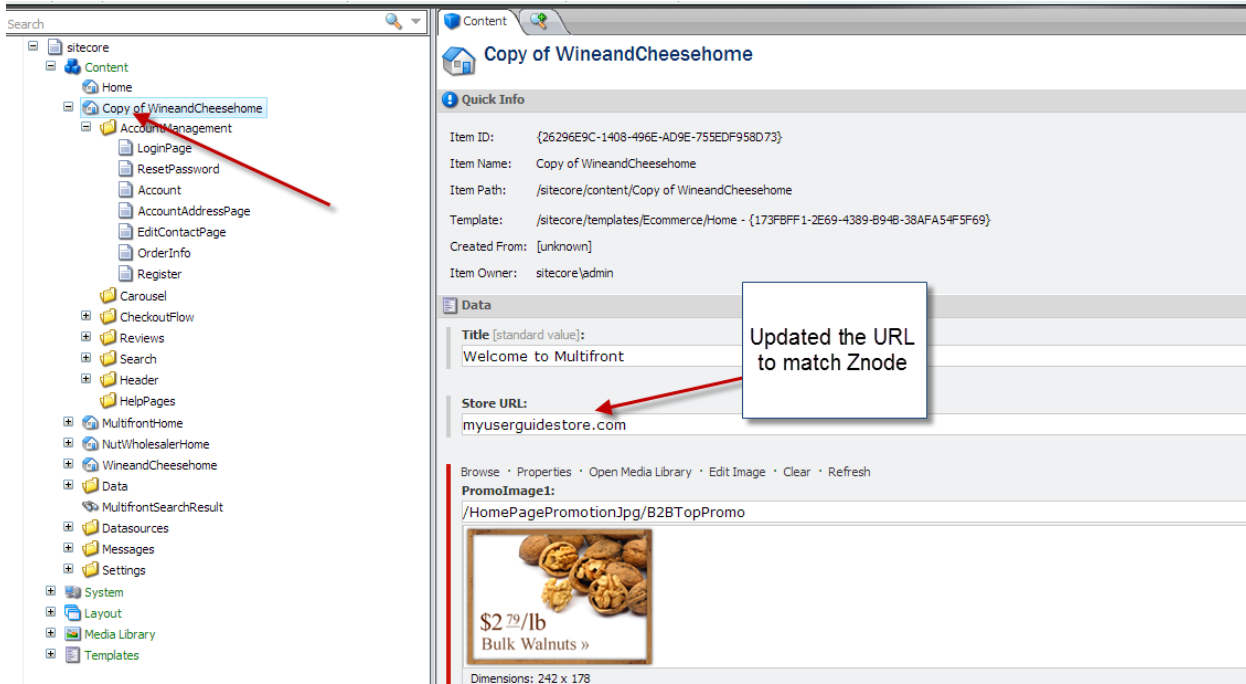 Search
sitecore
Content
Home
Copy of WineandCheesehome
AccountManagement
LoginPage
ResetPassword
Account
AccountAddressPage
EditContactPage
OrderInfo
Register
Carousel
CheckoutFlow
Reviews
Search
Header
HelpPages
MultifrontHome
NutWholesalerHome
WineandCheesehome
Data
MultifrontSearchResult
Datasources
Messages
Settings
System
Layout
Media Library
Templates
Content
Copy of WineandCheesehome
Quick Info
Item ID: {26296E9C-1408-496E-AD9E-755EDF958D73}
Item Name: Copy of WineandCheesehome
Item Path: /sitecore/content/Copy of WineandCheesehome
Template: /sitecore/templates/Ecommerce/Home - {173FBFF1-2E69-4389-B94B-38AFA54F5F69}
Created From: [unknown]
Item Owner: sitecore\admin
Data
Title [standard value]:
Welcome to Multifront
Updated the URL
to match Znode
Store URL:
myuserguidestore.com
Browse · Properties · Open Media Library · Edit Image · Clear · Refresh
PromoImage1:
/HomePagePromotionJpg/B2BTopPromo
$2 79/lb
Bulk Walnuts »
Dimensions: 242 x 178